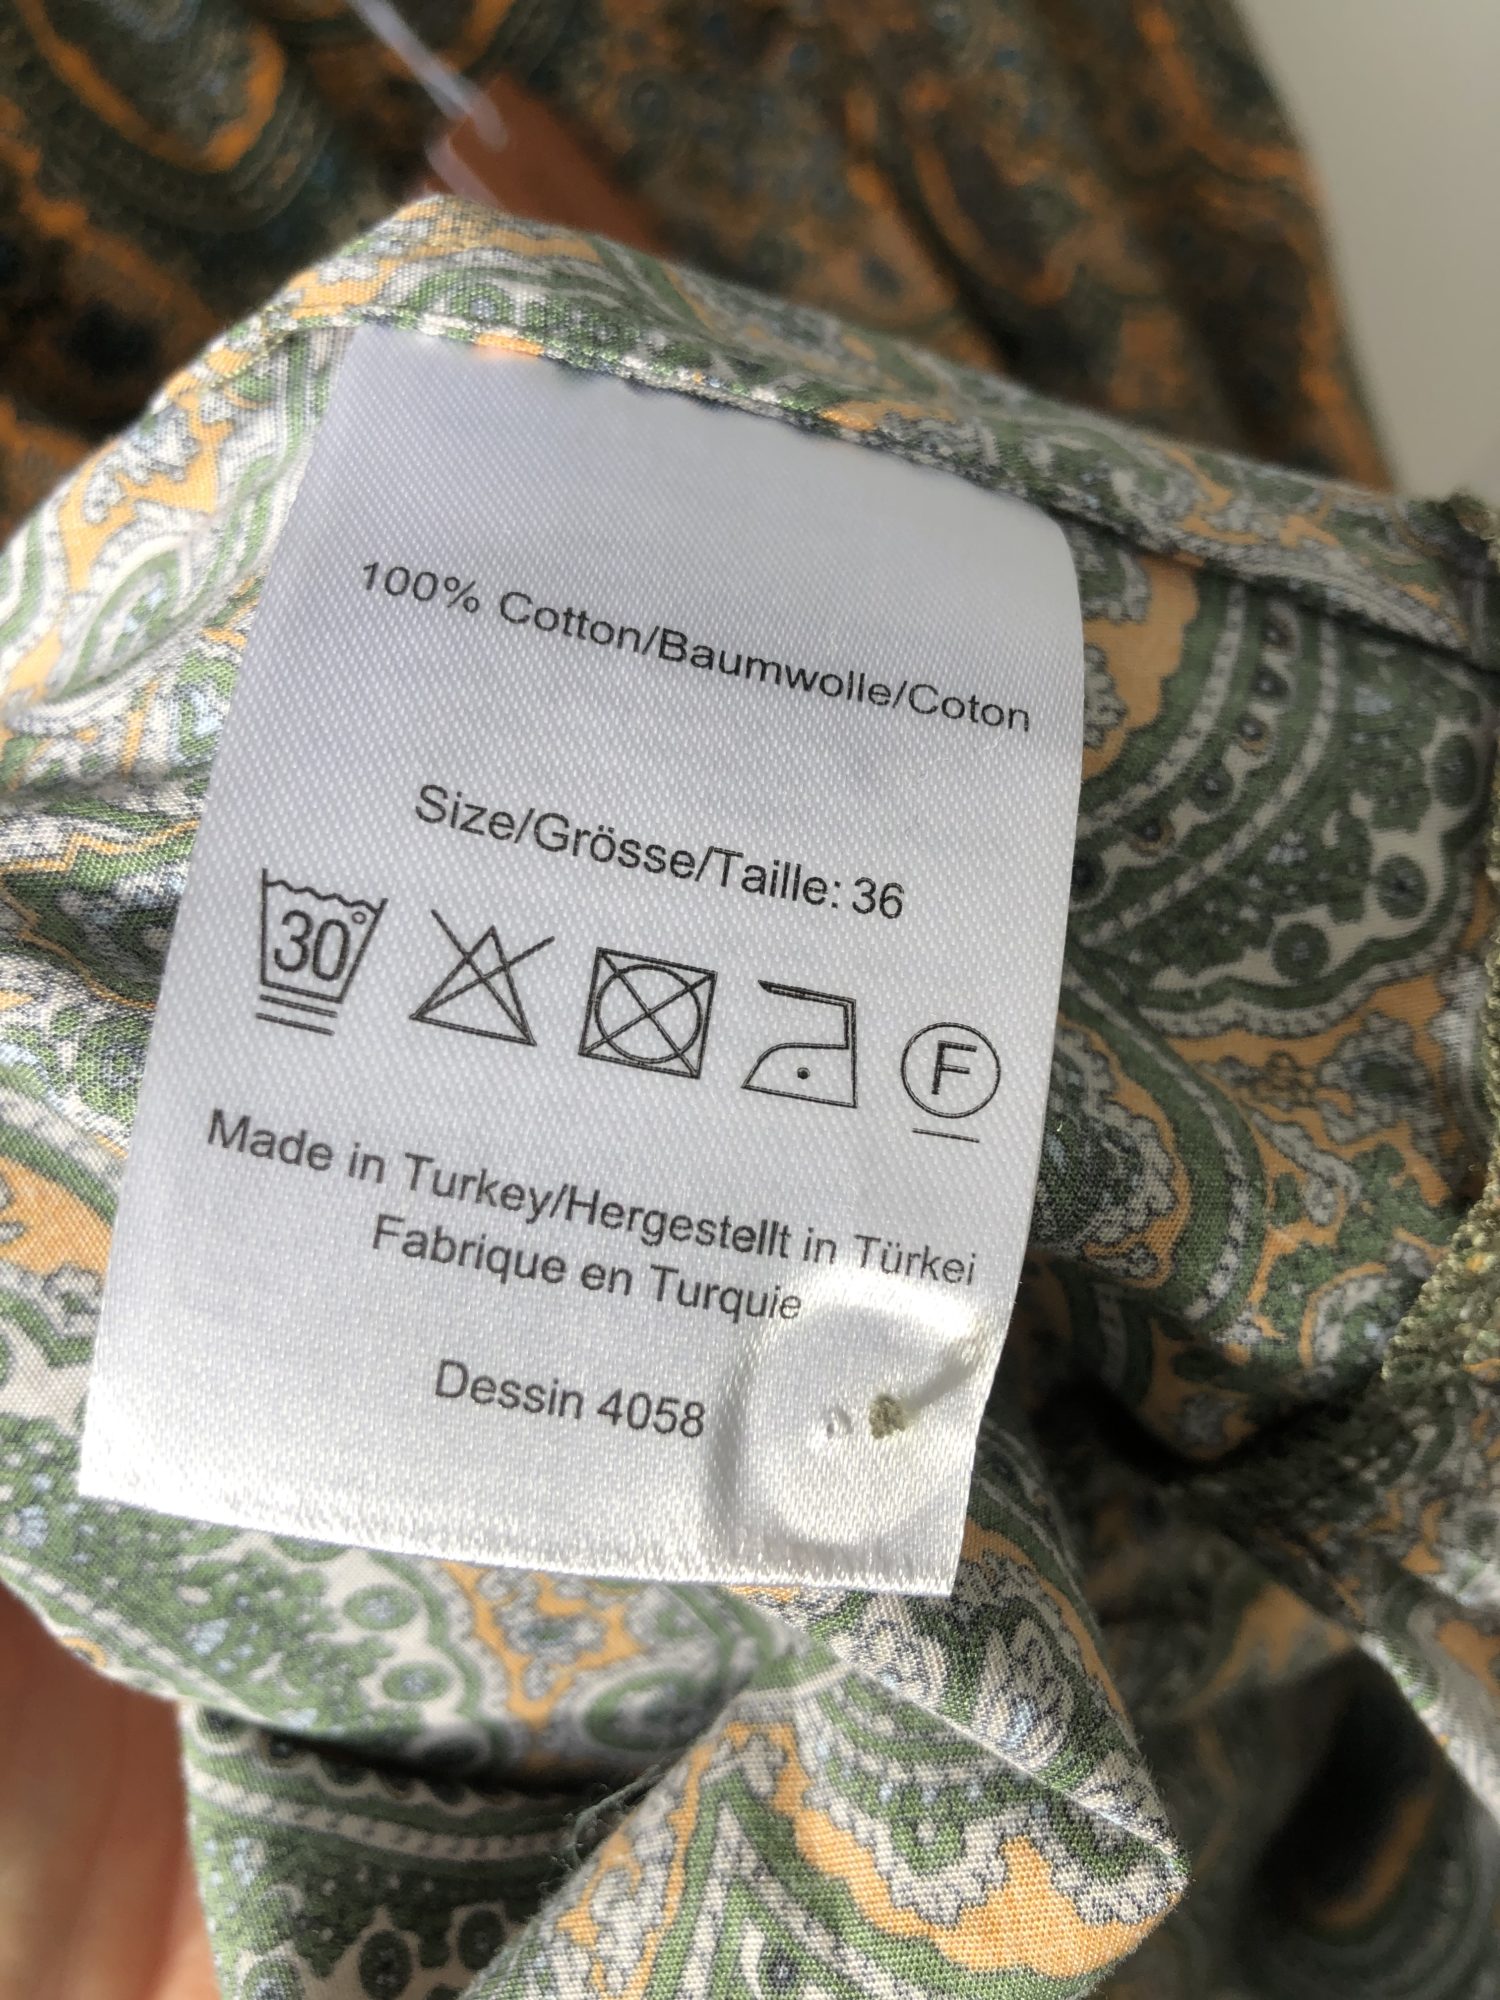 100% Cotton/Baumwolle/Coton
Size/Grösse/Taille: 36
30°
F
Made in Turkey/Hergestellt in Türkei
Fabrique en Turquie
Dessin 4058